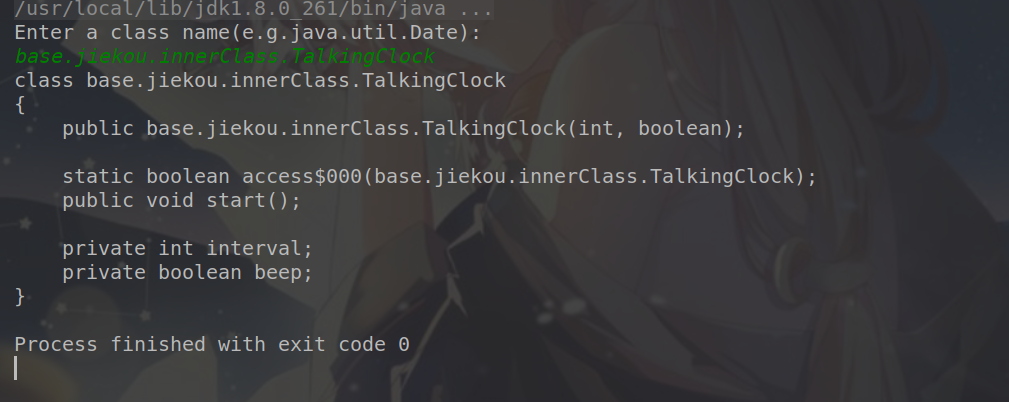 /usr/local/lib/jdk1.8.0_261/bin/java ...
Enter a class name(e.g.java.util.Date):
base.jiekou.innerClass.TalkingClock
class base.jiekou.innerClass.TalkingClock
{
    public base.jiekou.innerClass.TalkingClock(int, boolean);
    static boolean access$000(base.jiekou.innerClass.TalkingClock);
    public void start();
    private int interval;
    private boolean beep;
}
Process finished with exit code 0